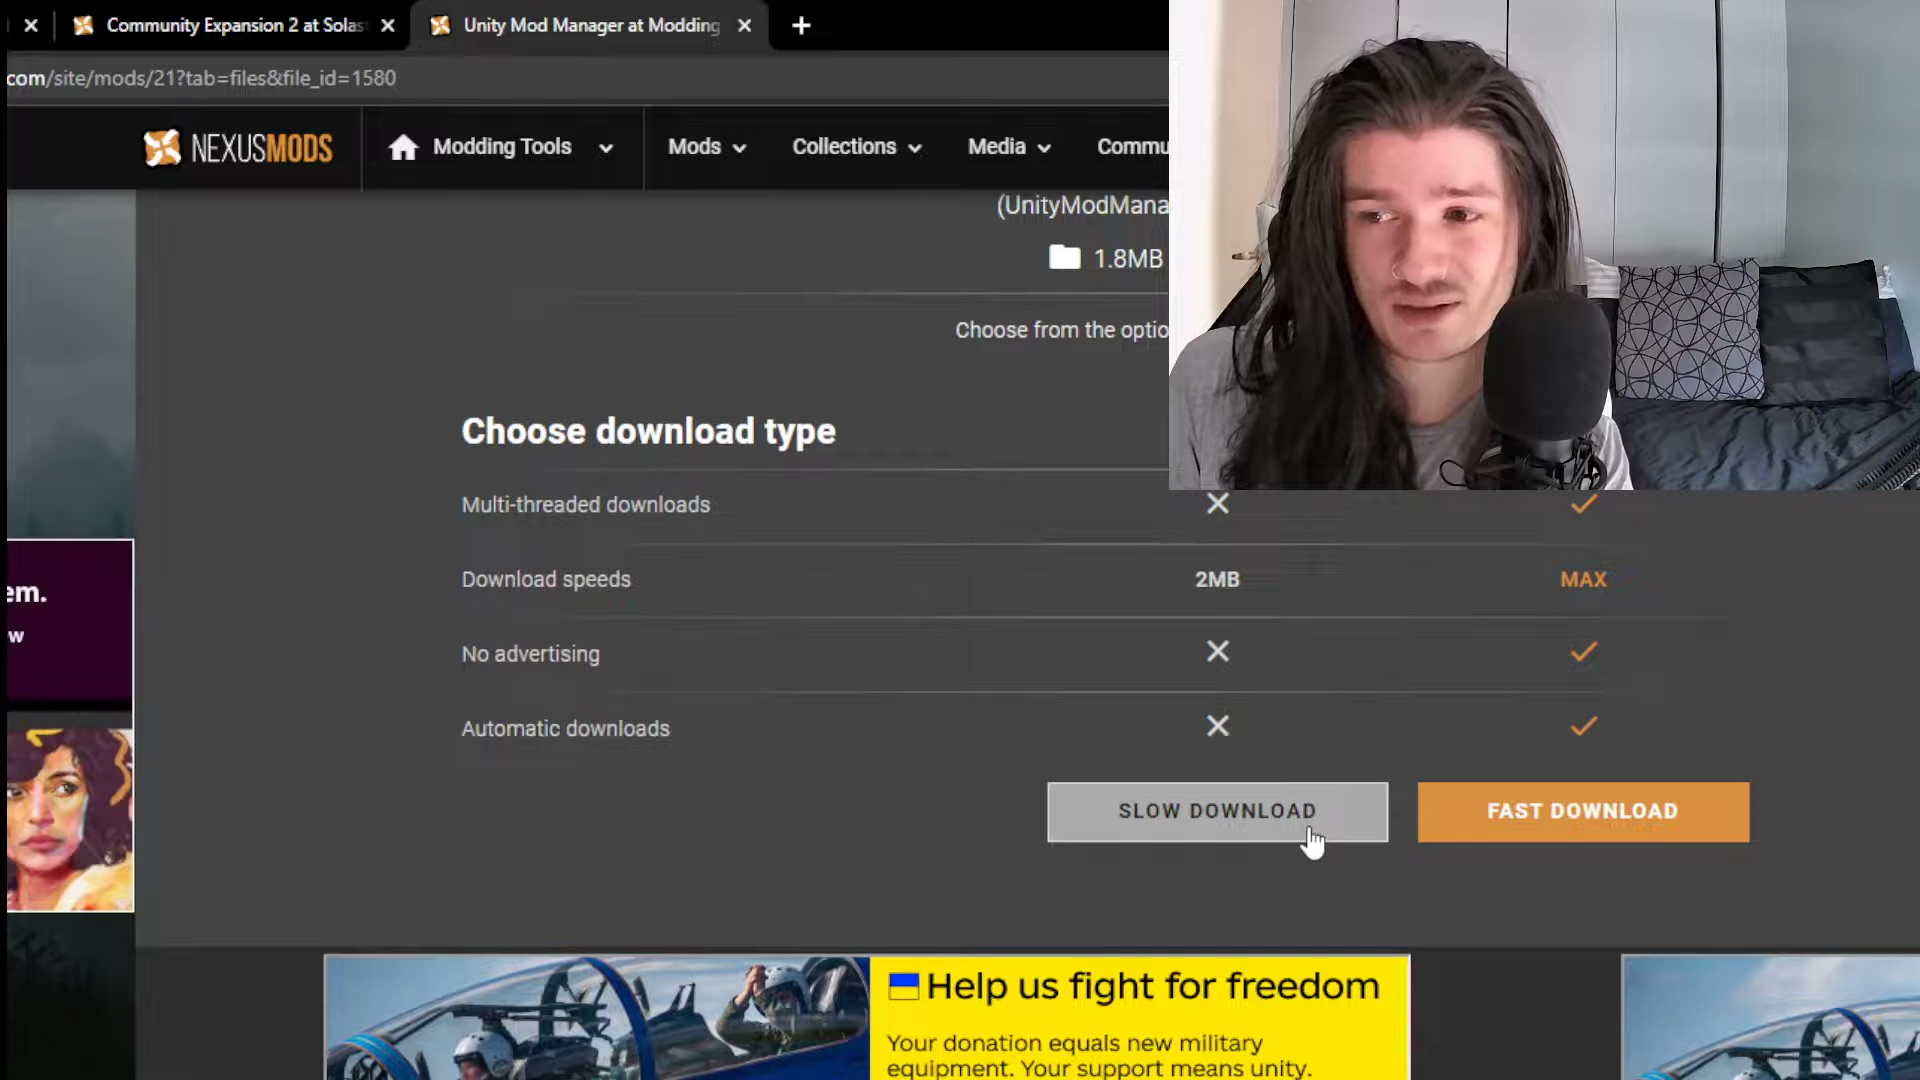 Community Expansion 2 at Solas
Unity Mod Manager at Modding
com/site/mods/21?tab=files&file_id=1580
NEXUSMODS
Modding Tools
Mods
Collections
Media
Commu
(UnityModMana
1.8MB
Choose from the optio
Choose download type
Multi-threaded downloads
Download speeds 2MB MAX
No advertising
Automatic downloads
SLOW DOWNLOAD FAST DOWNLOAD
em.
w
Help us fight for freedom
Your donation equals new military
equipment. Your support means unity.